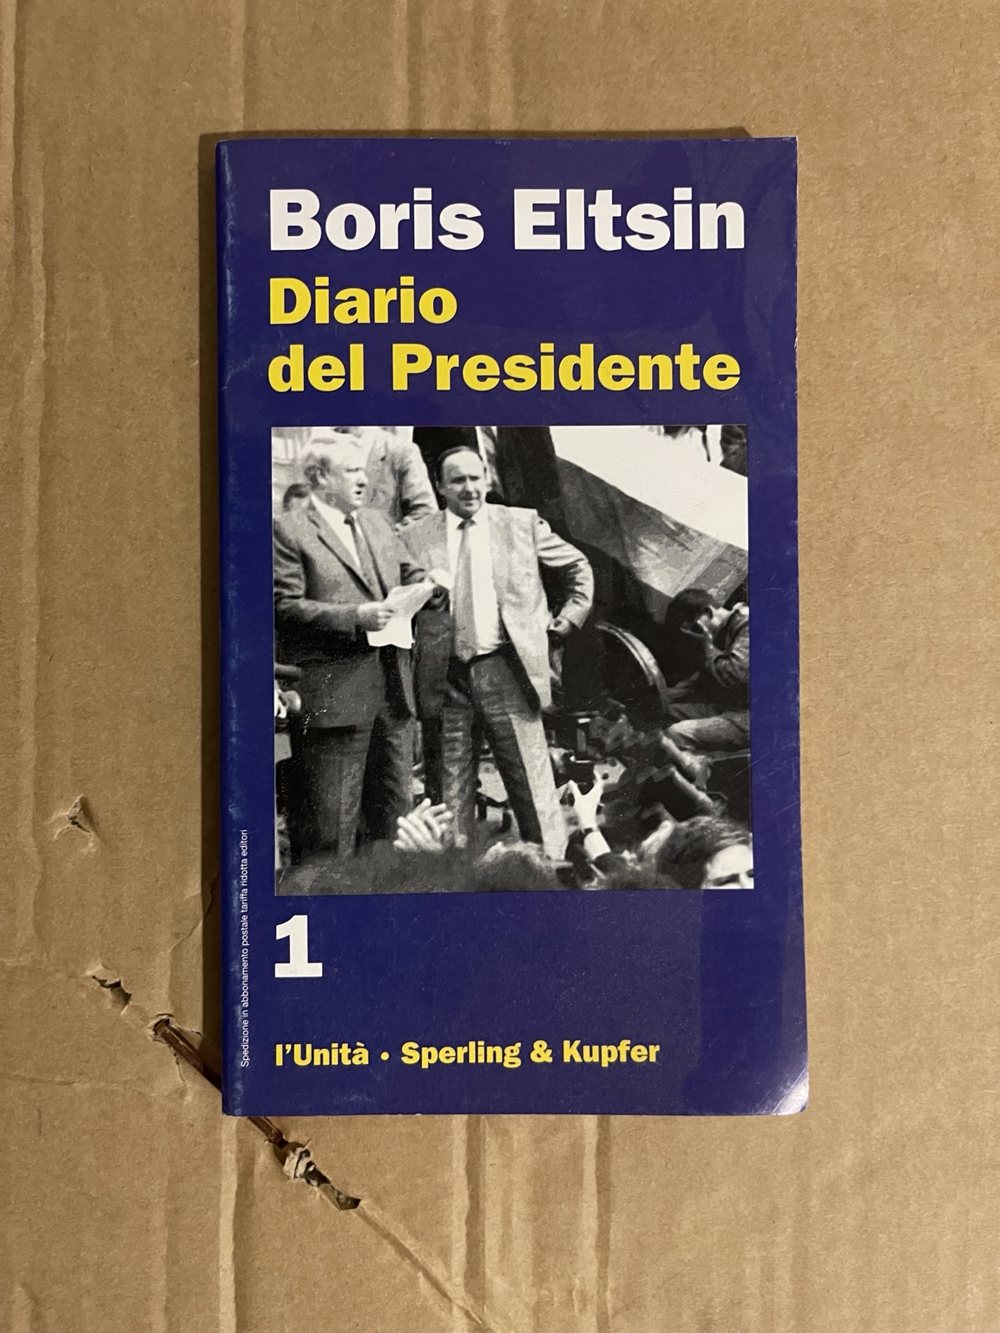 Boris Eltsin
Diario
del Presidente
1
l'Unità • Sperling & Kupfer
Spedizione in abbonamento postale tariffa ridotta editori